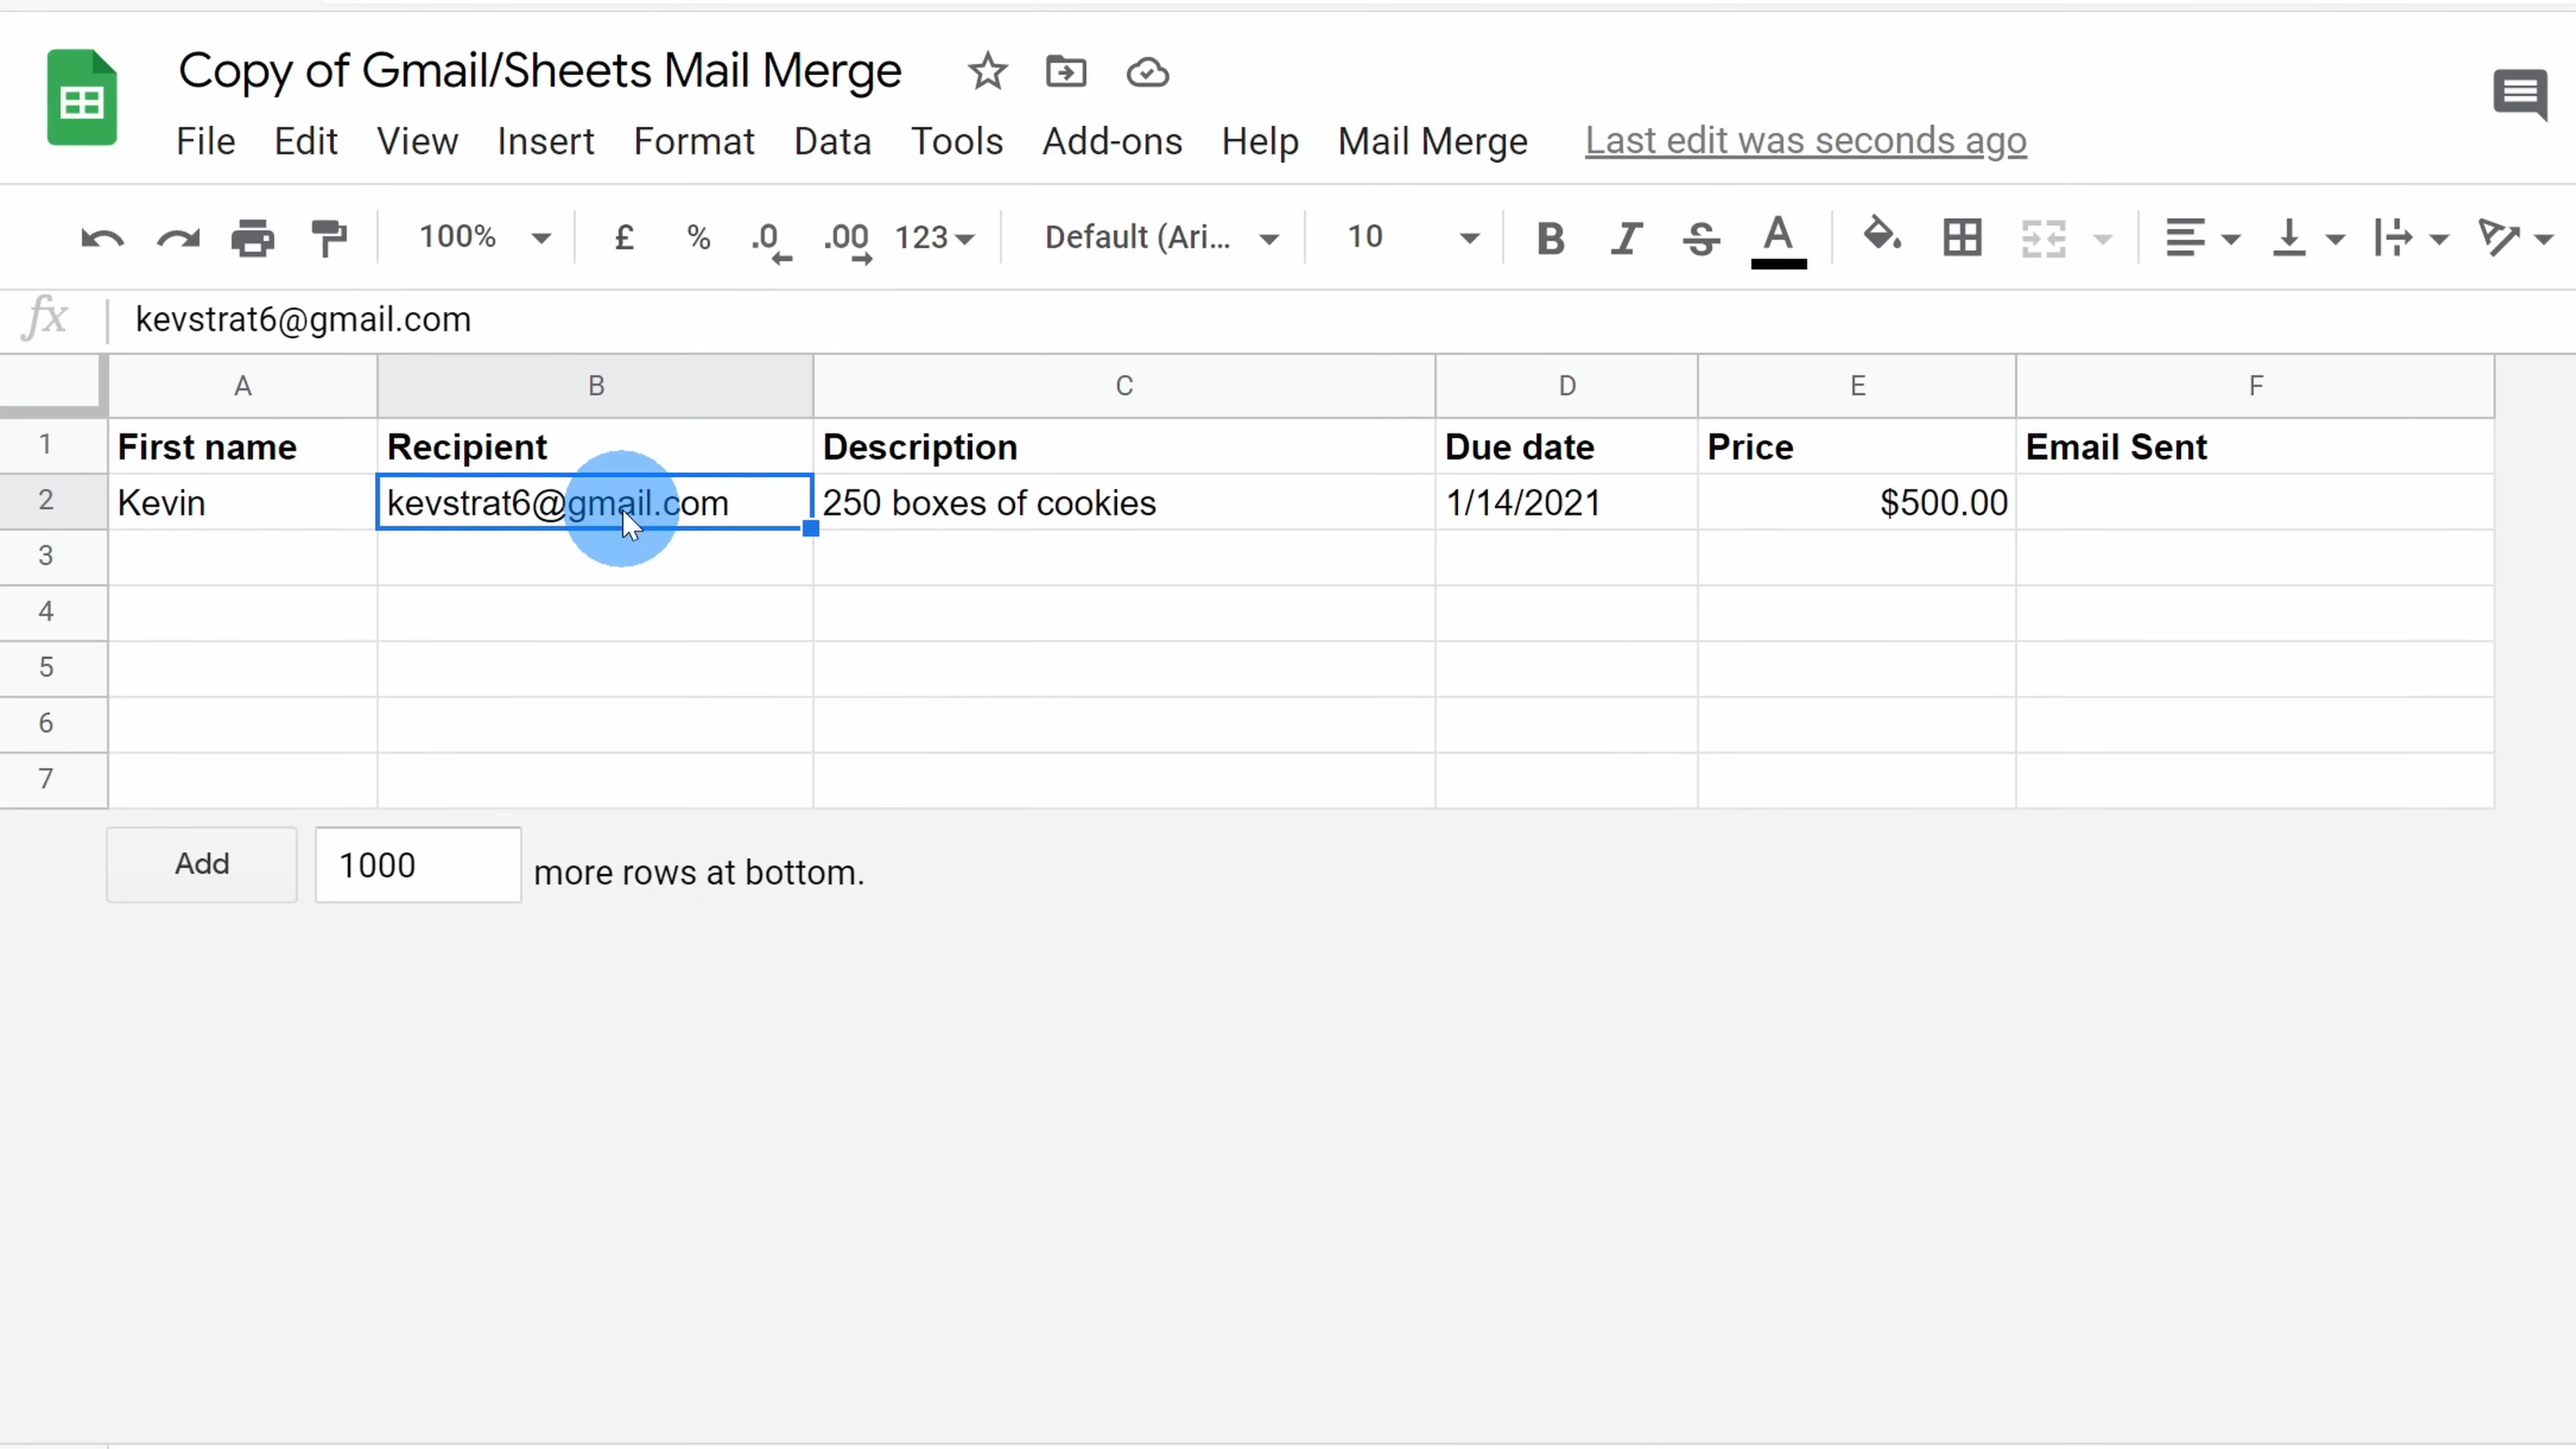 Copy of Gmail/Sheets Mail Merge
File Edit View Insert Format Data Tools Add-ons Help Mail Merge Last edit was seconds ago
100% £ % .0 .00 123 Default (Ari... 10 B I S A
fx kevstrat6@gmail.com
A B C D E F
1 First name Recipient Description Due date Price Email Sent
2 Kevin kevstrat6@gmail.com 250 boxes of cookies 1/14/2021 $500.00
3
4
5
6
7
Add 1000 more rows at bottom.